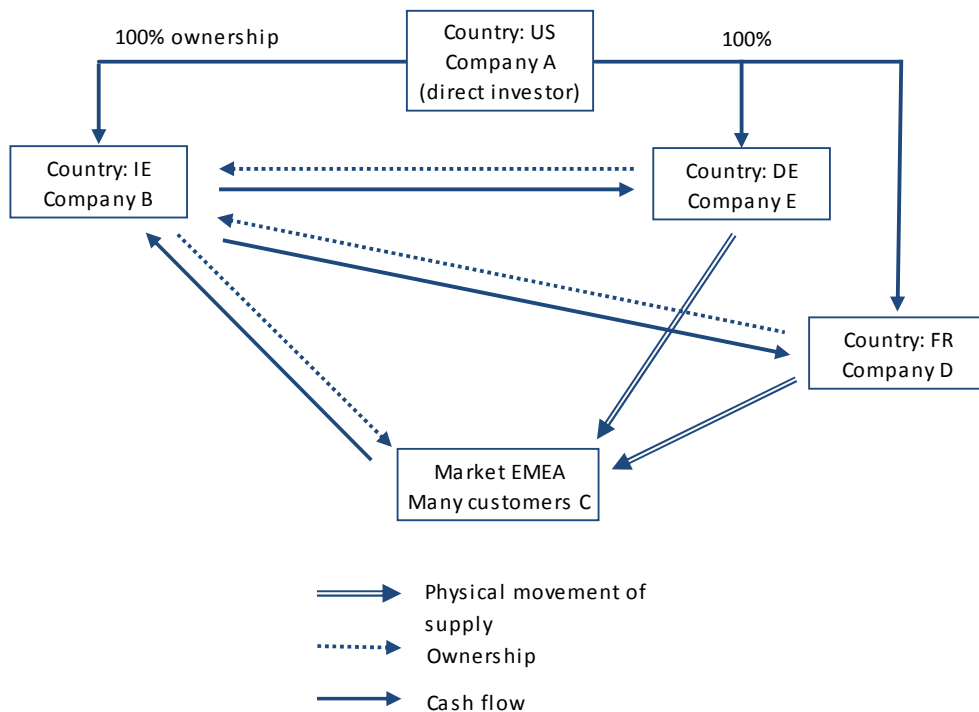 100% ownership
Country: US
Company A
(direct investor)
100%
Country: IE
Company B
Country: DE
Company E
Country: FR
Company D
Market EMEA
Many customers C
Physical movement of
supply
Ownership
Cash flow